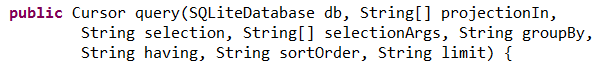 public Cursor query(SQLiteDatabase db, String[] projectionIn,
String selection, String[] selectionArgs, String groupBy,
String having, String sortOrder, String limit) {